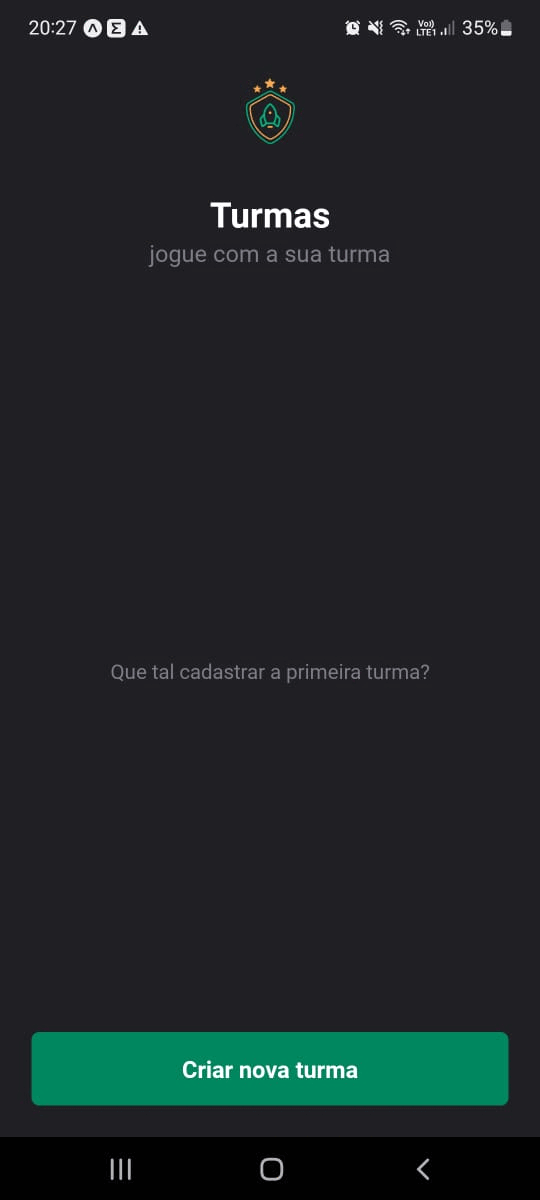 20:27
Vo)) LTE1 35%
Turmas
jogue com a sua turma
Que tal cadastrar a primeira turma?
Criar nova turma